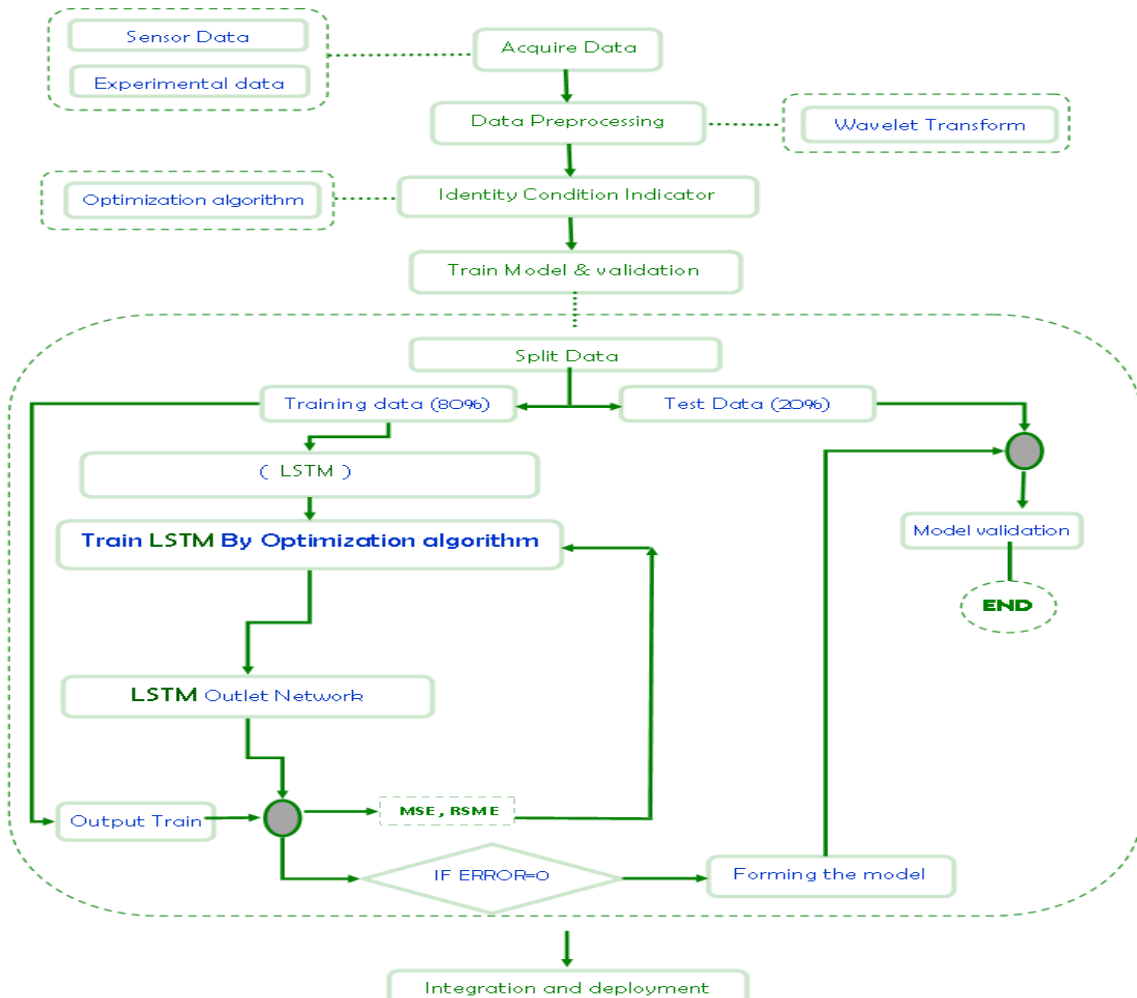 Sensor Data
Acquire Data
Experimental data
Data Preprocessing
Wavelet Transform
Optimization algorithm
Identity Condition Indicator
Train Model & validation
Split Data
Training data (80%)
Test Data (20%)
( LSTM )
Train LSTM By Optimization algorithm
Model validation
END
LSTM Outlet Network
Output Train
MSE, RSME
IF ERROR=0
Forming the model
Integration and deployment